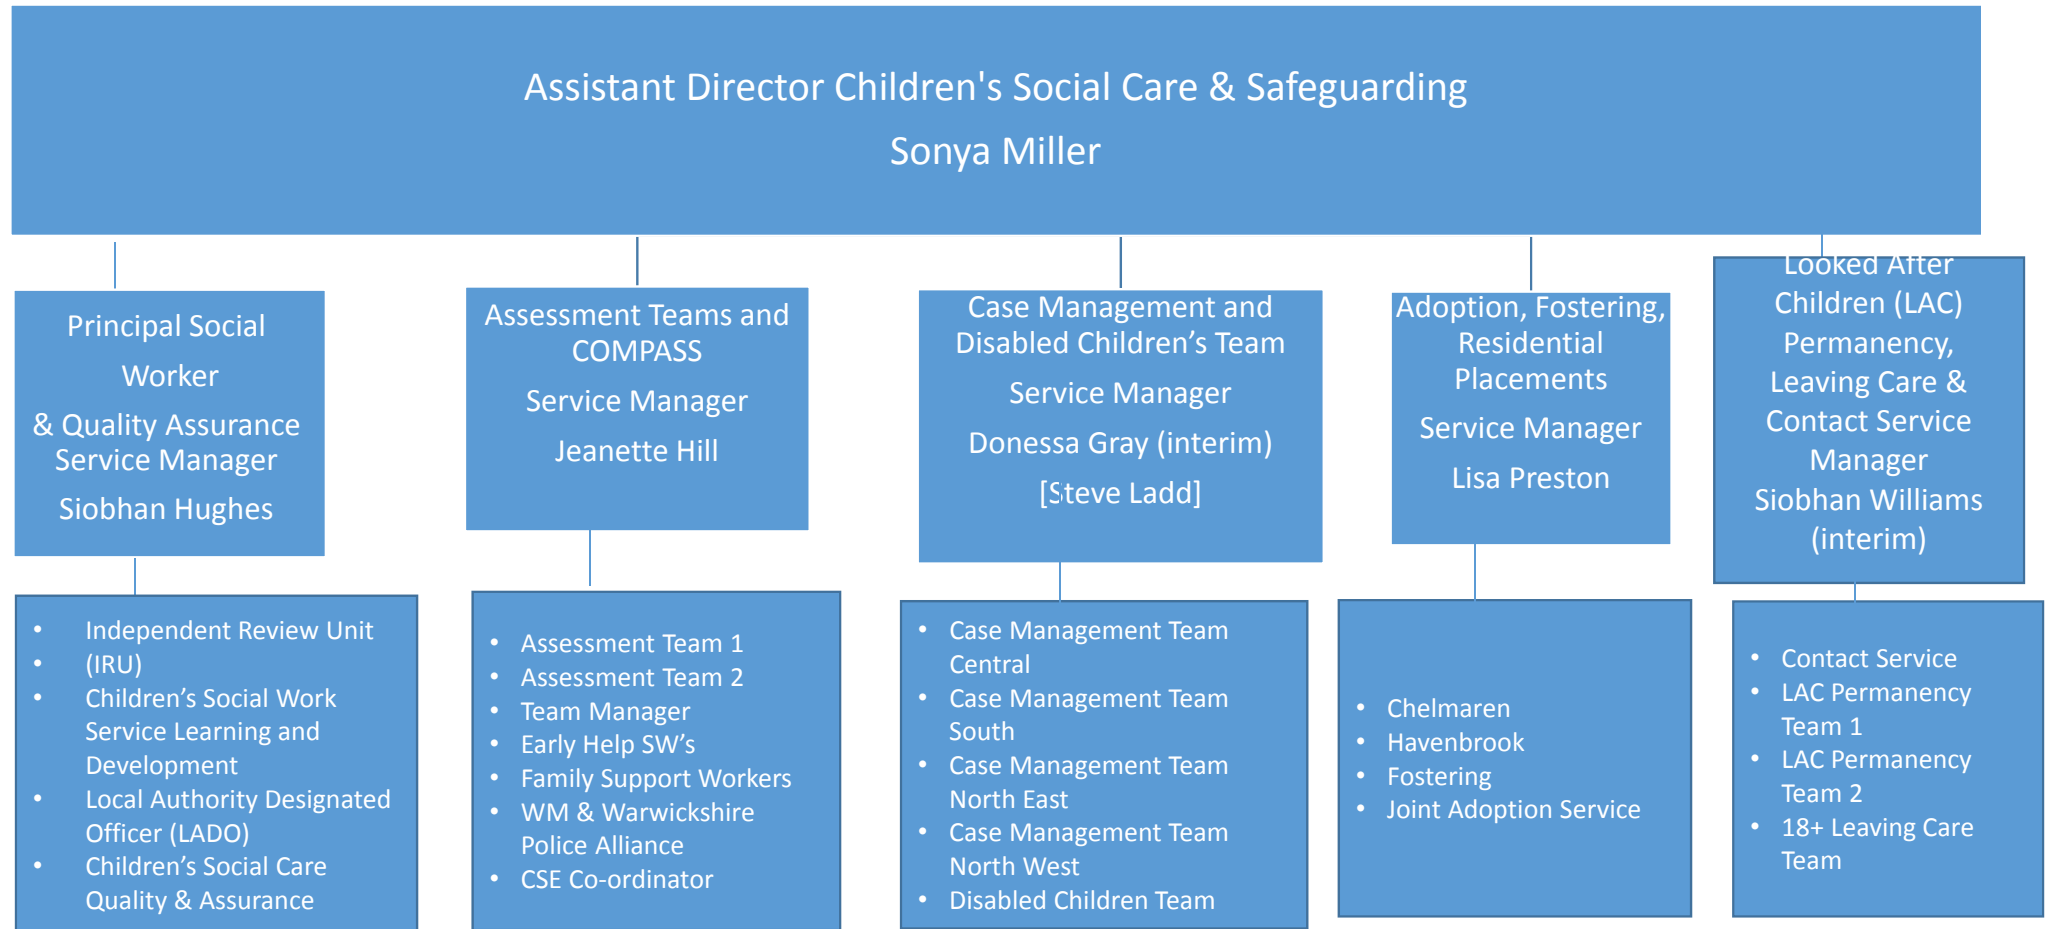 Assistant Director Children's Social Care & Safeguarding
Sonya Miller
Principal Social
Worker
& Quality Assurance
Service Manager
Siobhan Hughes
Assessment Teams and
COMPASS
Service Manager
Jeanette Hill
Case Management and
Disabled Children’s Team
Service Manager
Donessa Gray (interim)
[Steve Ladd]
Adoption, Fostering,
Residential
Placements
Service Manager
Lisa Preston
Looked After
Children (LAC)
Permanency,
Leaving Care &
Contact Service
Manager
Siobhan Williams
(interim)
• Independent Review Unit
• (IRU)
• Children’s Social Work
Service Learning and
Development
• Local Authority Designated
Officer (LADO)
• Children’s Social Care
Quality & Assurance
• Assessment Team 1
• Assessment Team 2
• Team Manager
• Early Help SW’s
• Family Support Workers
• WM & Warwickshire
Police Alliance
• CSE Co-ordinator
• Case Management Team
Central
• Case Management Team
South
• Case Management Team
North East
• Case Management Team
North West
• Disabled Children Team
• Chelmaren
• Havenbrook
• Fostering
• Joint Adoption Service
• Contact Service
• LAC Permanency
Team 1
• LAC Permanency
Team 2
• 18+ Leaving Care
Team